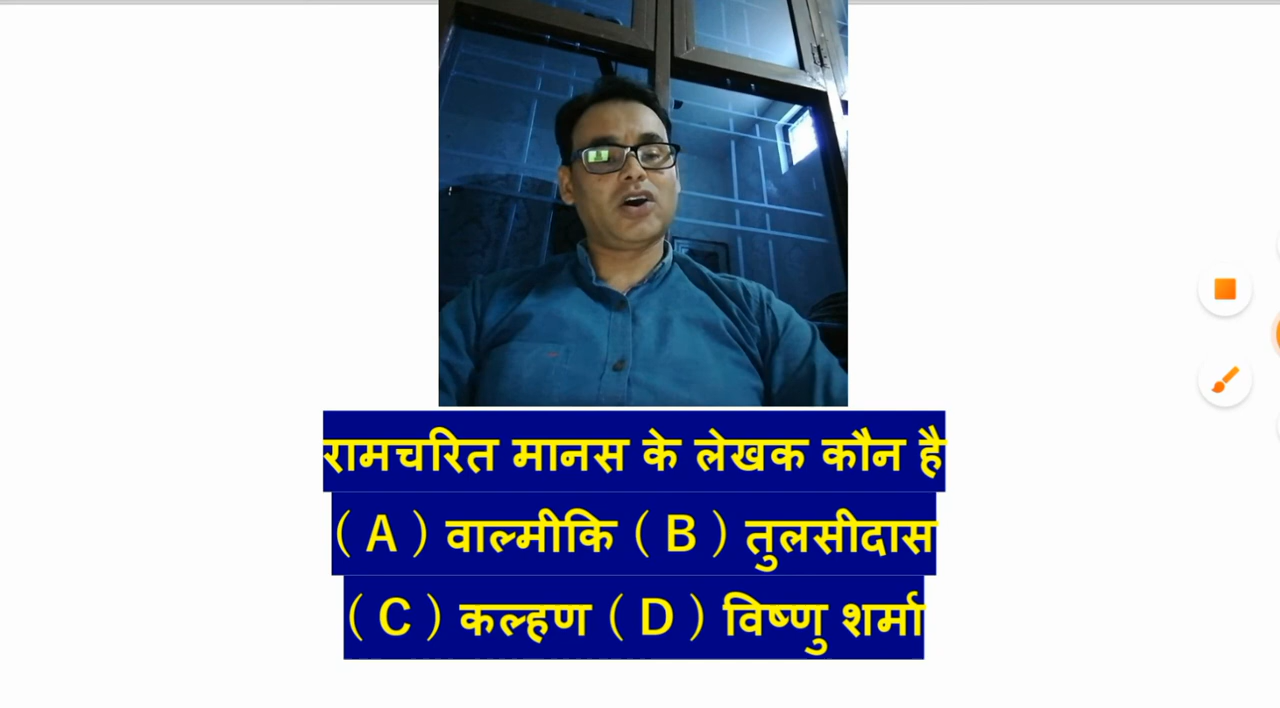 रामचरित मानस के लेखक कौन है
( A ) वाल्मीकि ( B ) तुलसीदास
( C ) कल्हण ( D ) विष्णु शर्मा